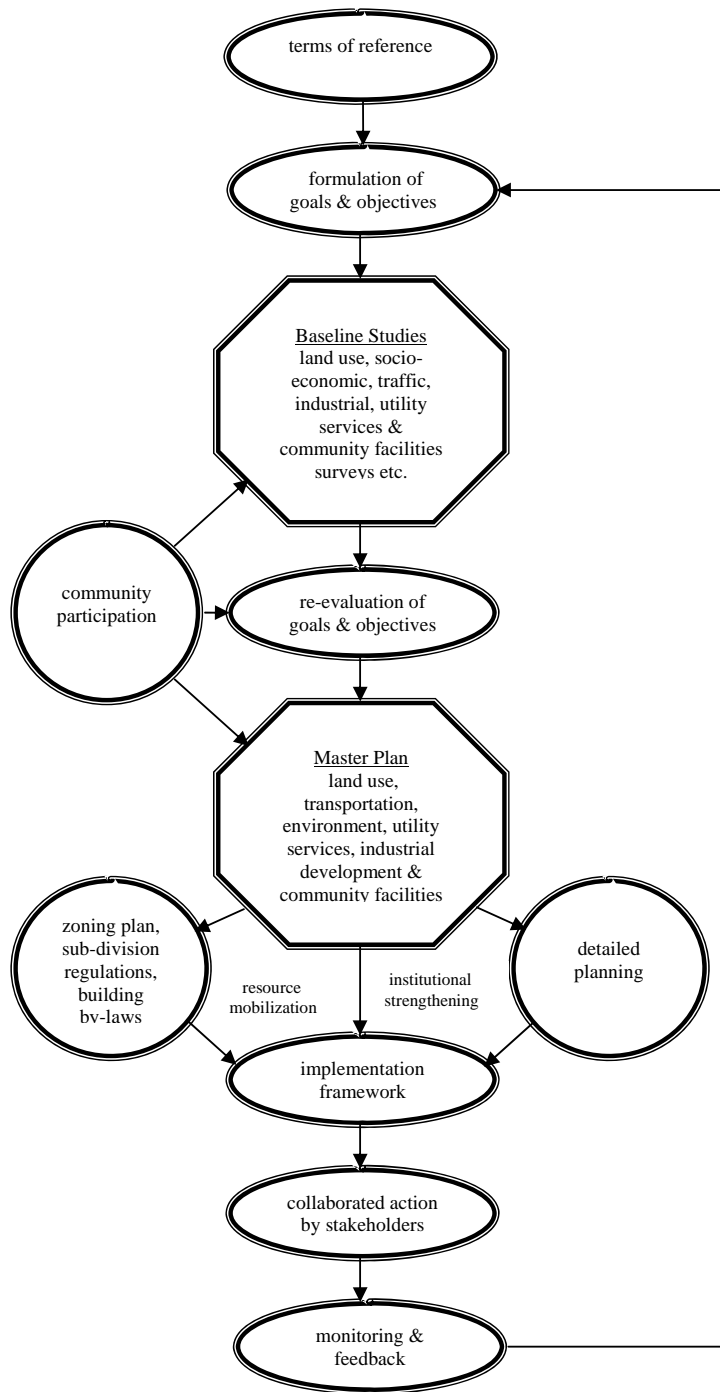 terms of reference
formulation of
goals & objectives
Baseline Studies
land use, socio-
economic, traffic,
industrial, utility
services &
community facilities
surveys etc.
community
participation
re-evaluation of
goals & objectives
Master Plan
land use,
transportation,
environment, utility
services, industrial
development &
community facilities
zoning plan,
sub-division
regulations,
building
by-laws
resource
mobilization
institutional
strengthening
detailed
planning
implementation
framework
collaborated action
by stakeholders
monitoring &
feedback